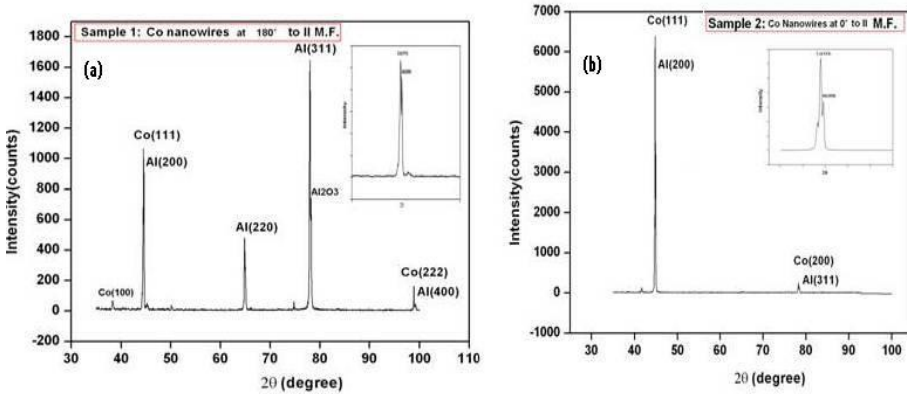 Sample 1: Co nanowires at 180° to II M.F.
(a)
Al(311)
Co(111)
Al(200)
Al2O3
Al(220)
Co(222)
Co(100)
Al(400)
Intensity
1800
1600
1400
1200
1000
800
600
400
200
0
-200
Intensity(counts)
30 40 50 60 70 80 90 100 110
2θ (degree)
Sample 2: Co Nanowires at 0° to II M.F.
(b)
Co(111)
Al(200)
Co(200)
Al(311)
Intensity
7000
6000
5000
4000
3000
2000
1000
0
-1000
Intensity(counts)
30 40 50 60 70 80 90 100
2θ (degree)